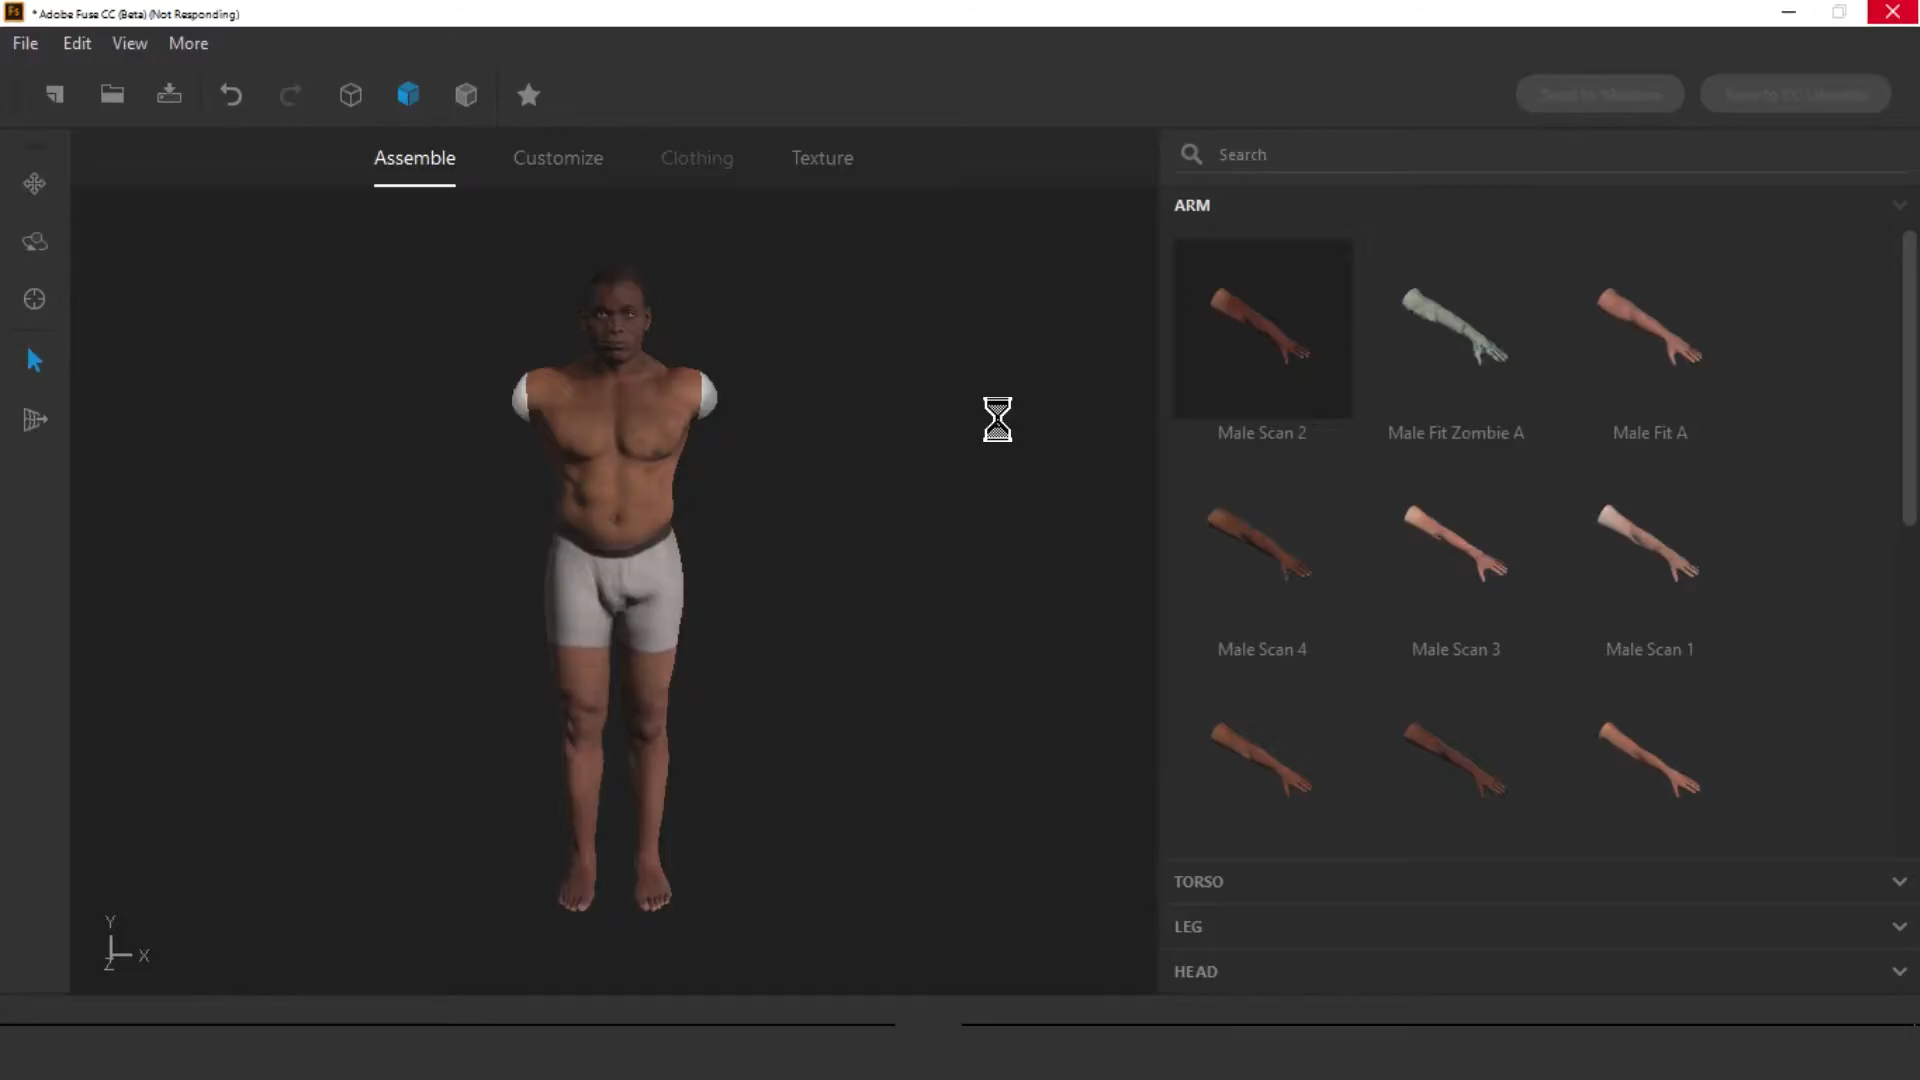 Fs * Adobe Fuse CC (Beta) (Not Responding)
File Edit View More
Assemble Customize Clothing Texture
Search
ARM
Male Scan 2 Male Fit Zombie A Male Fit A
Male Scan 4 Male Scan 3 Male Scan 1
TORSO
LEG
HEAD
Y
X
Z